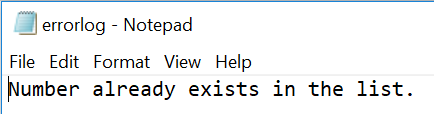 errorlog - Notepad
File Edit Format View Help
Number already exists in the list.